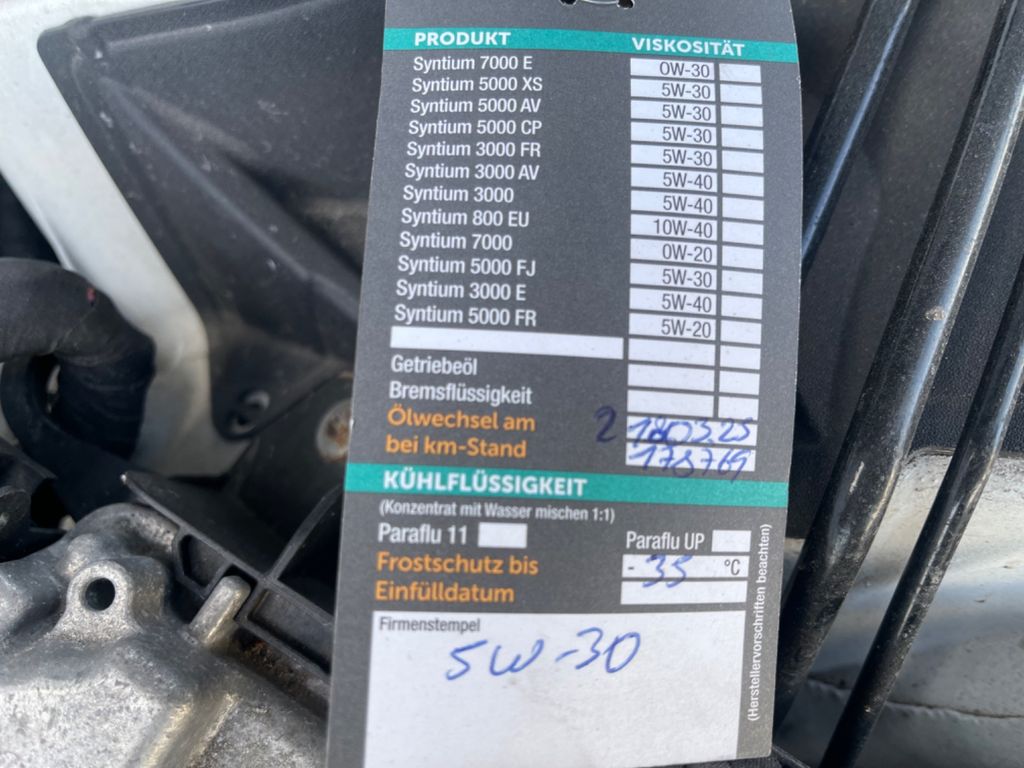 PRODUKT VISKOSITÄT
Syntium 7000 E 0W-30
Syntium 5000 XS 5W-30
Syntium 5000 AV 5W-30
Syntium 5000 CP 5W-30
Syntium 3000 FR 5W-30
Syntium 3000 AV 5W-40
Syntium 3000 5W-40
Syntium 800 EU 10W-40
Syntium 7000 0W-20
Syntium 5000 FJ 5W-30
Syntium 3000 E 5W-40
Syntium 5000 FR 5W-20
Getriebeöl
Bremsflüssigkeit
Ölwechsel am
bei km-Stand 178769
KÜHLFLÜSSIGKEIT
(Konzentrat mit Wasser mischen 1:1)
Paraflu 11 Paraflu UP
Frostschutz bis -35 °C
Einfülldatum
Firmenstempel
5W-30
(Herstellervorschriften beachten)